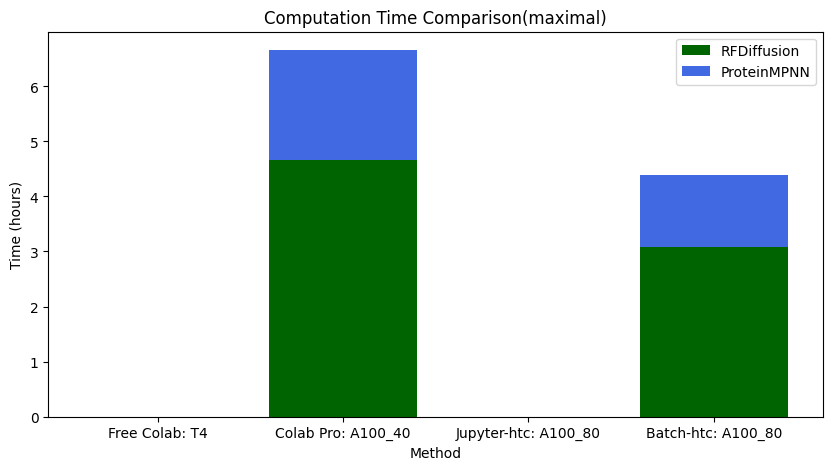 Computation Time Comparison(maximal)
RFDiffusion
ProteinMPNN
Time (hours)
6
5
4
3
2
1
0
Free Colab: T4
Colab Pro: A100_40
Jupyter-htc: A100_80
Batch-htc: A100_80
Method